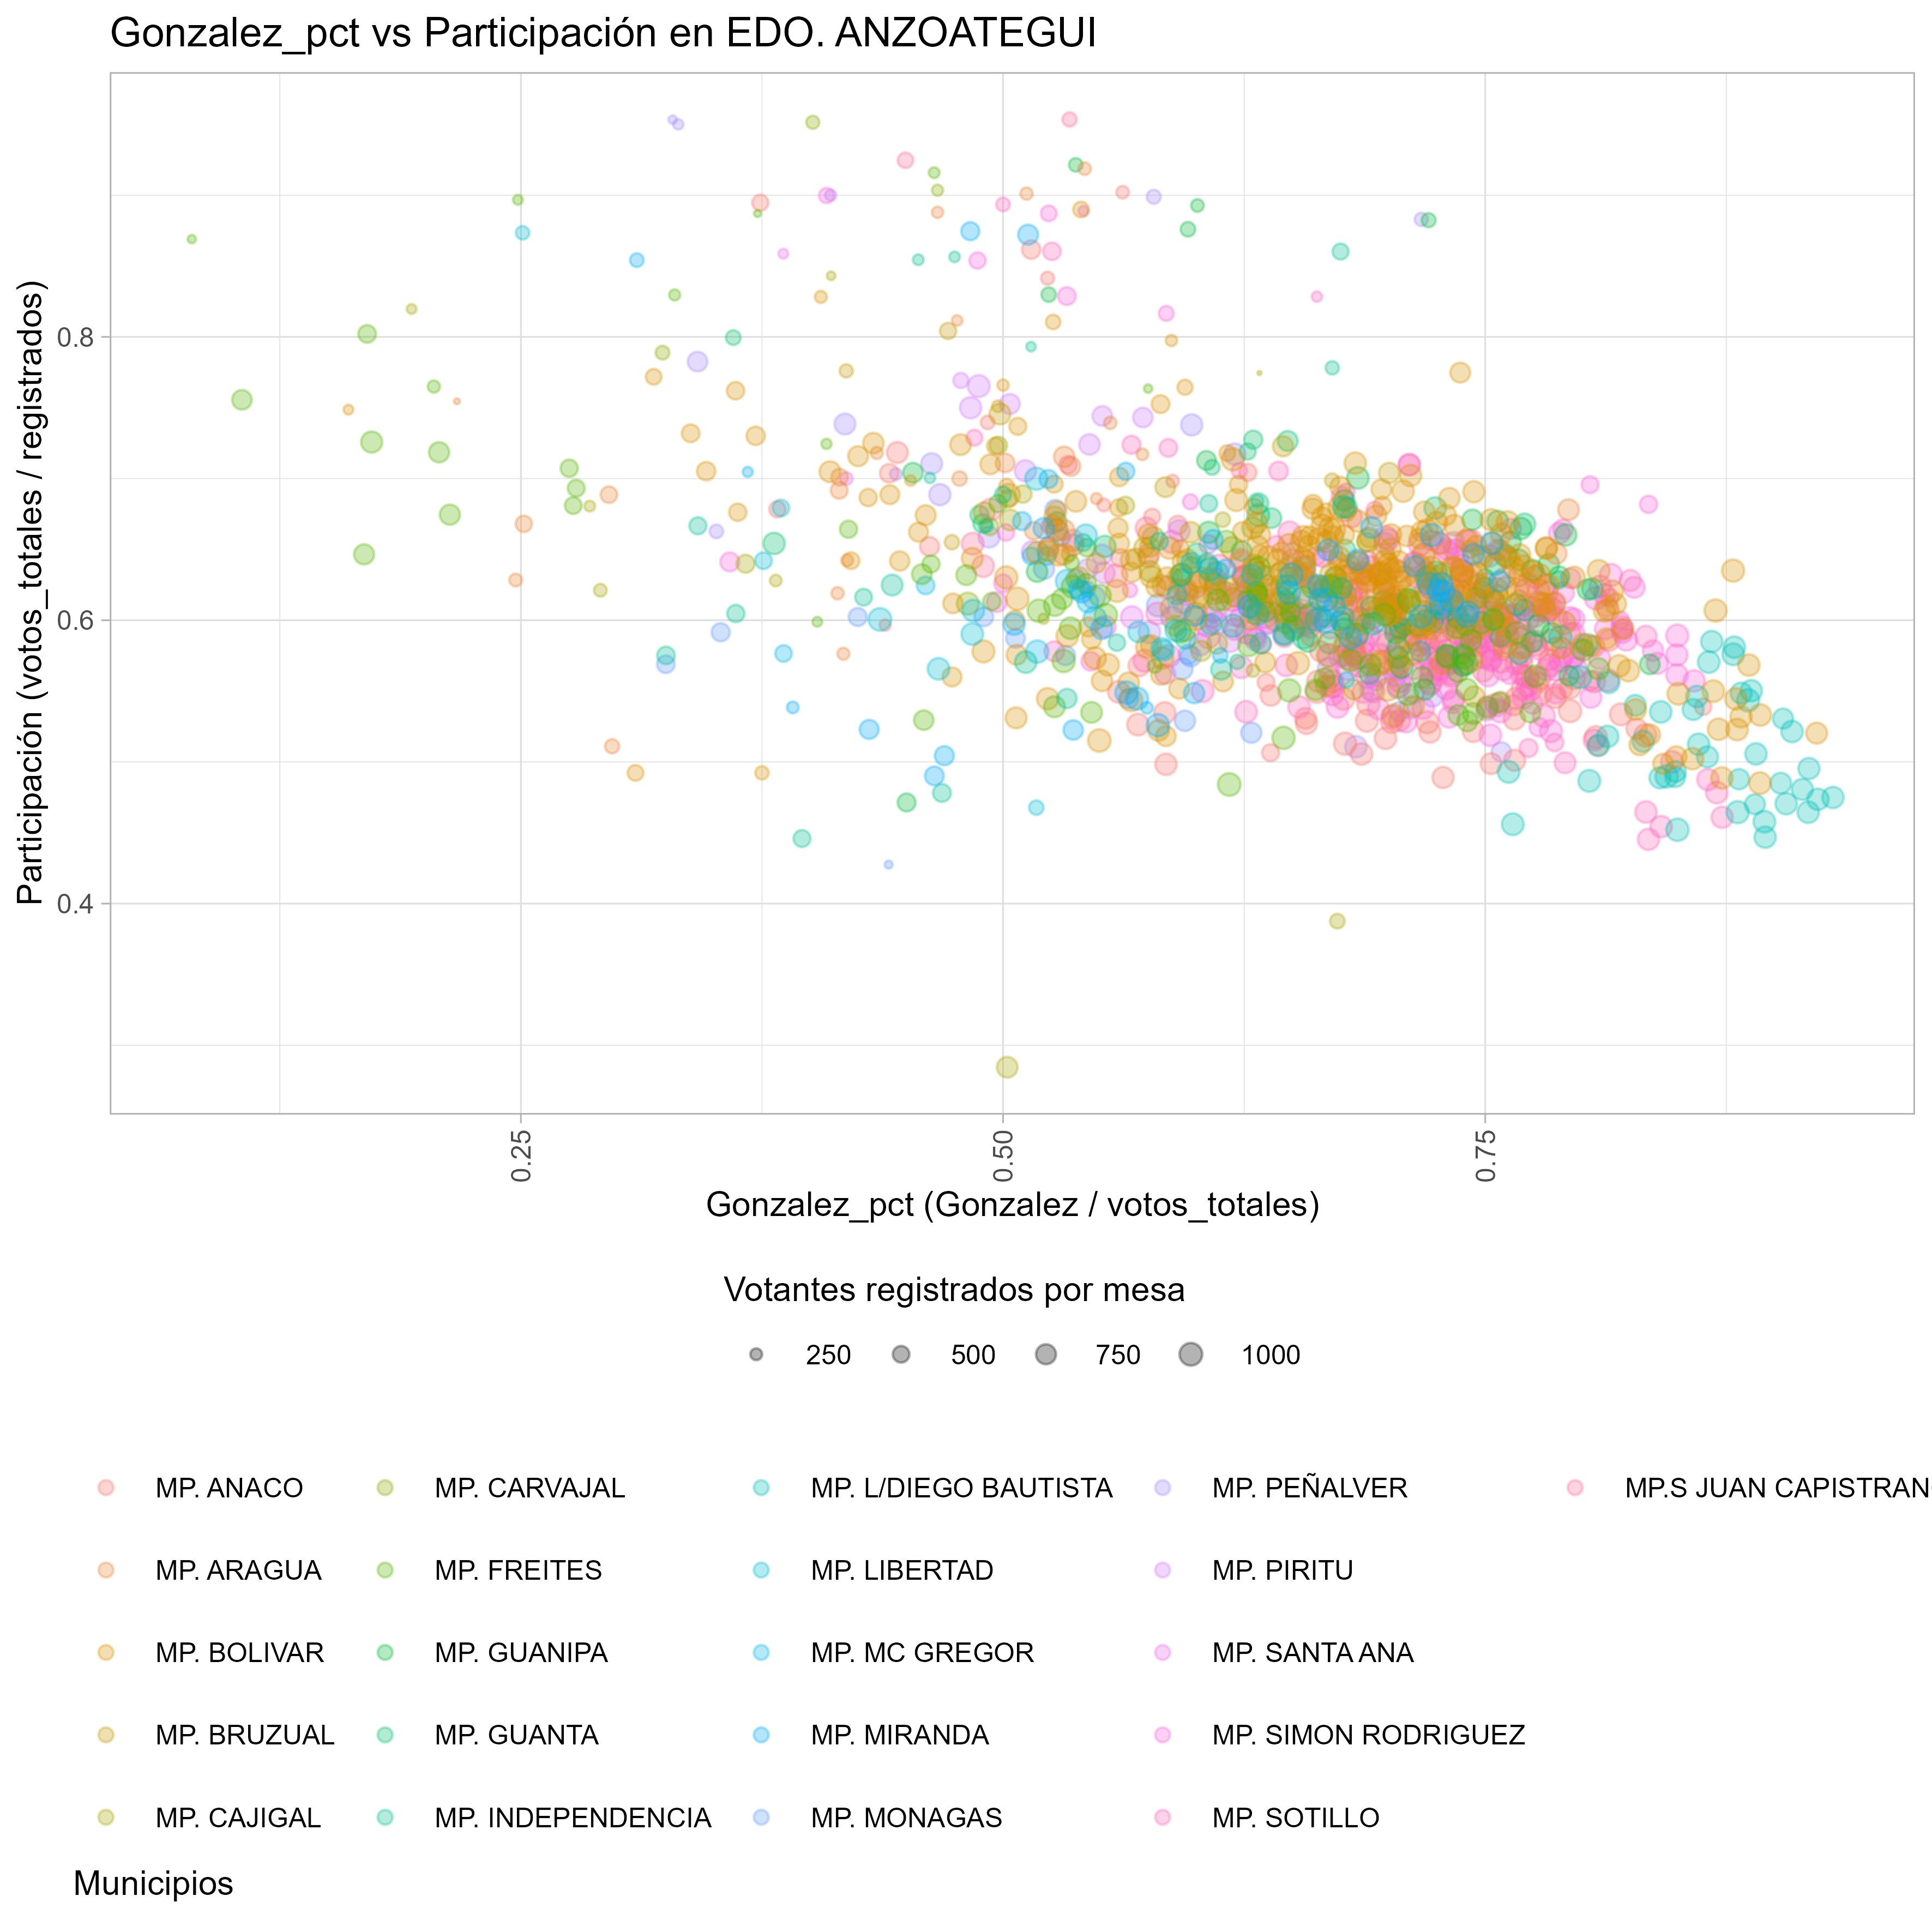 Gonzalez_pct vs Participación en EDO. ANZOATEGUI
Participación (votos_totales / registrados)
0.8
0.6
0.4
0.25
0.50
0.75
Gonzalez_pct (Gonzalez / votos_totales)
Votantes registrados por mesa
250 500 750 1000
MP. ANACO MP. CARVAJAL MP. L/DIEGO BAUTISTA MP. PEÑALVER MP.S JUAN CAPISTRAN
MP. ARAGUA MP. FREITES MP. LIBERTAD MP. PIRITU
MP. BOLIVAR MP. GUANIPA MP. MC GREGOR MP. SANTA ANA
MP. BRUZUAL MP. GUANTA MP. MIRANDA MP. SIMON RODRIGUEZ
MP. CAJIGAL MP. INDEPENDENCIA MP. MONAGAS MP. SOTILLO
Municipios